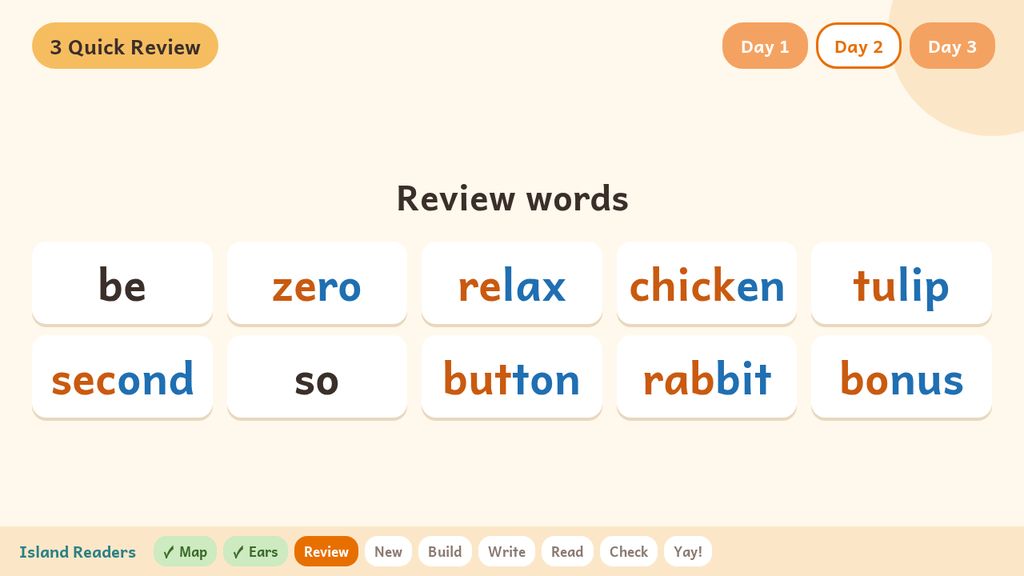 3 Quick Review
Day 1 Day 2 Day 3
Review words
be zero relax chicken tulip
second so button rabbit bonus
Island Readers ✓ Map ✓ Ears Review New Build Write Read Check Yay!